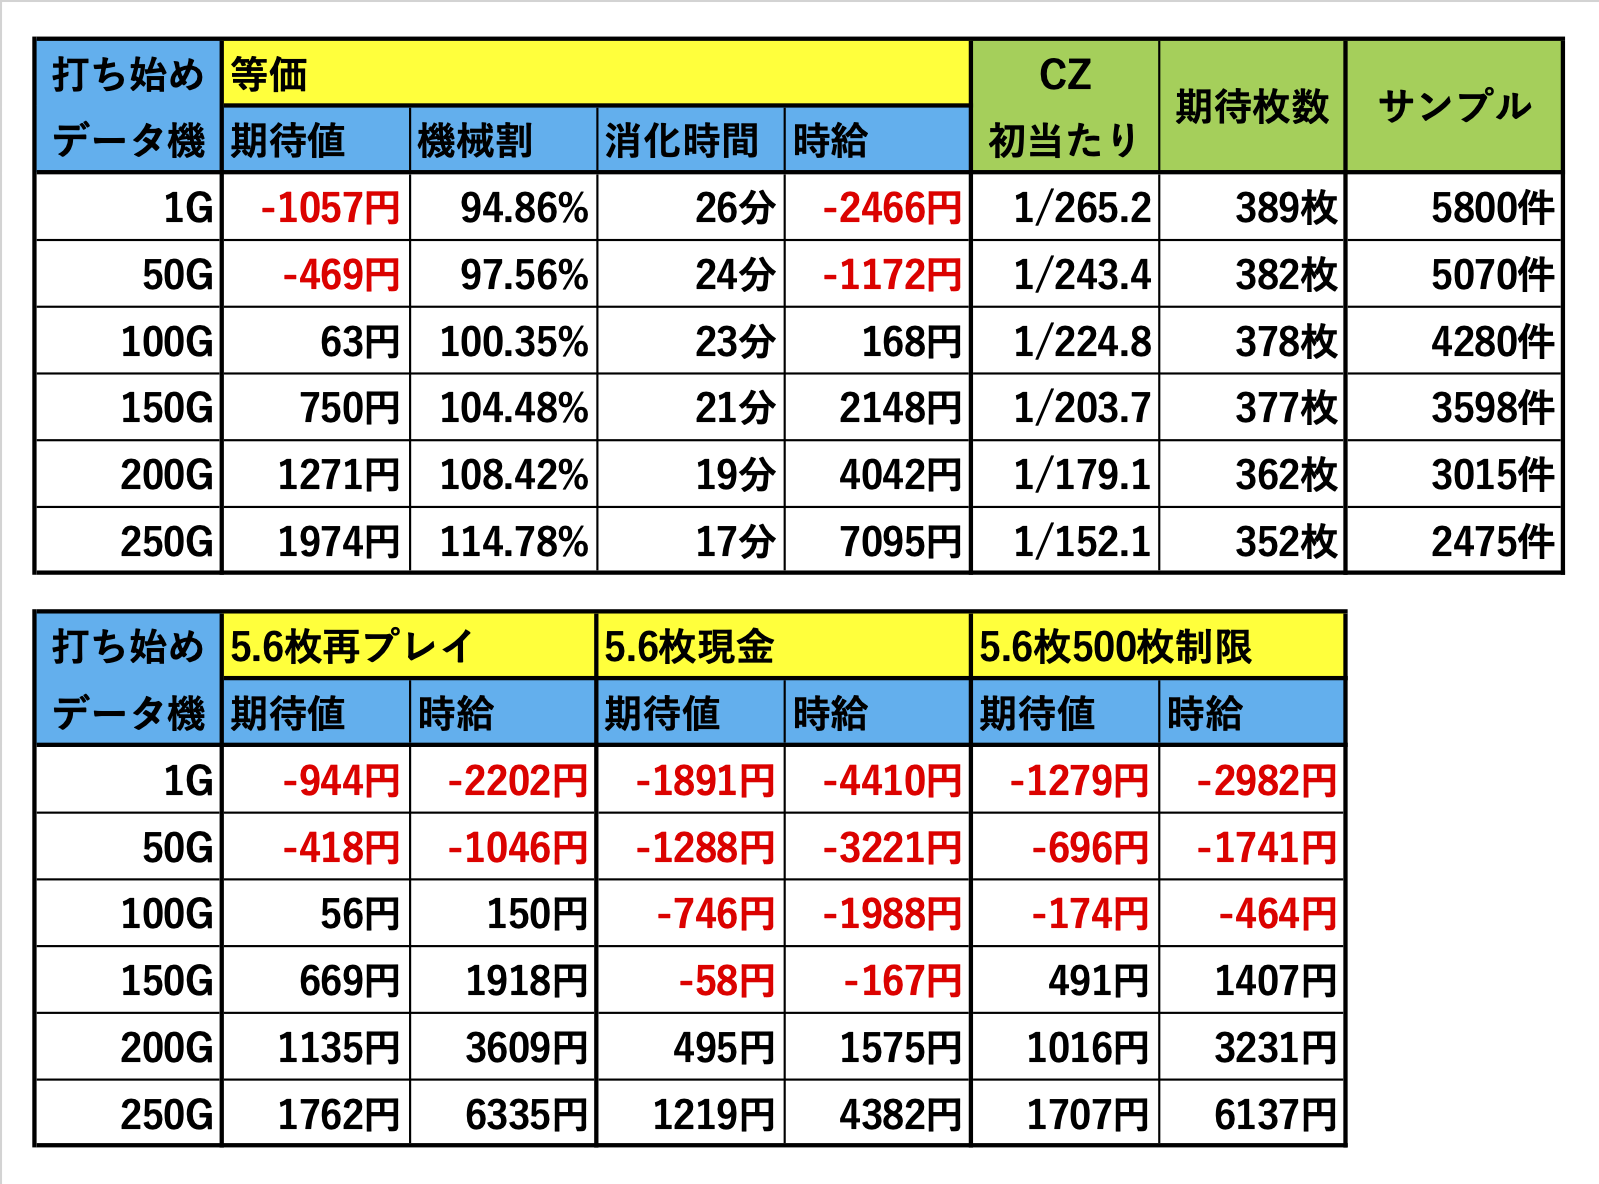 打ち始め 等価 CZ 期待枚数 サンプル
データ機 期待値 機械割 消化時間 時給 初当たり
1G -1057円 94.86% 26分 -2466円 1/265.2 389枚 5800件
50G -469円 97.56% 24分 -1172円 1/243.4 382枚 5070件
100G 63円 100.35% 23分 168円 1/224.8 378枚 4280件
150G 750円 104.48% 21分 2148円 1/203.7 377枚 3598件
200G 1271円 108.42% 19分 4042円 1/179.1 362枚 3015件
250G 1974円 114.78% 17分 7095円 1/152.1 352枚 2475件
打ち始め 5.6枚再プレイ 5.6枚現金 5.6枚500枚制限
データ機 期待値 時給 期待値 時給 期待値 時給
1G -944円 -2202円 -1891円 -4410円 -1279円 -2982円
50G -418円 -1046円 -1288円 -3221円 -696円 -1741円
100G 56円 150円 -746円 -1988円 -174円 -464円
150G 669円 1918円 -58円 -167円 491円 1407円
200G 1135円 3609円 495円 1575円 1016円 3231円
250G 1762円 6335円 1219円 4382円 1707円 6137円